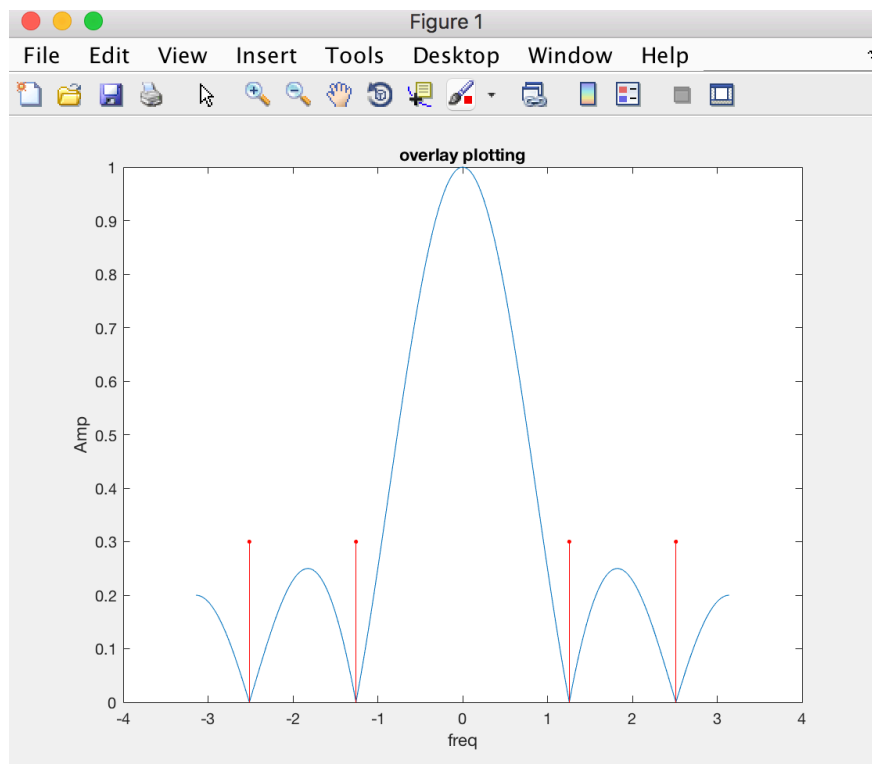 Figure 1
File Edit View Insert Tools Desktop Window Help
overlay plotting
1
0.9
0.8
0.7
0.6
0.5
0.4
0.3
0.2
0.1
0
Amp
-4 -3 -2 -1 0 1 2 3 4
freq